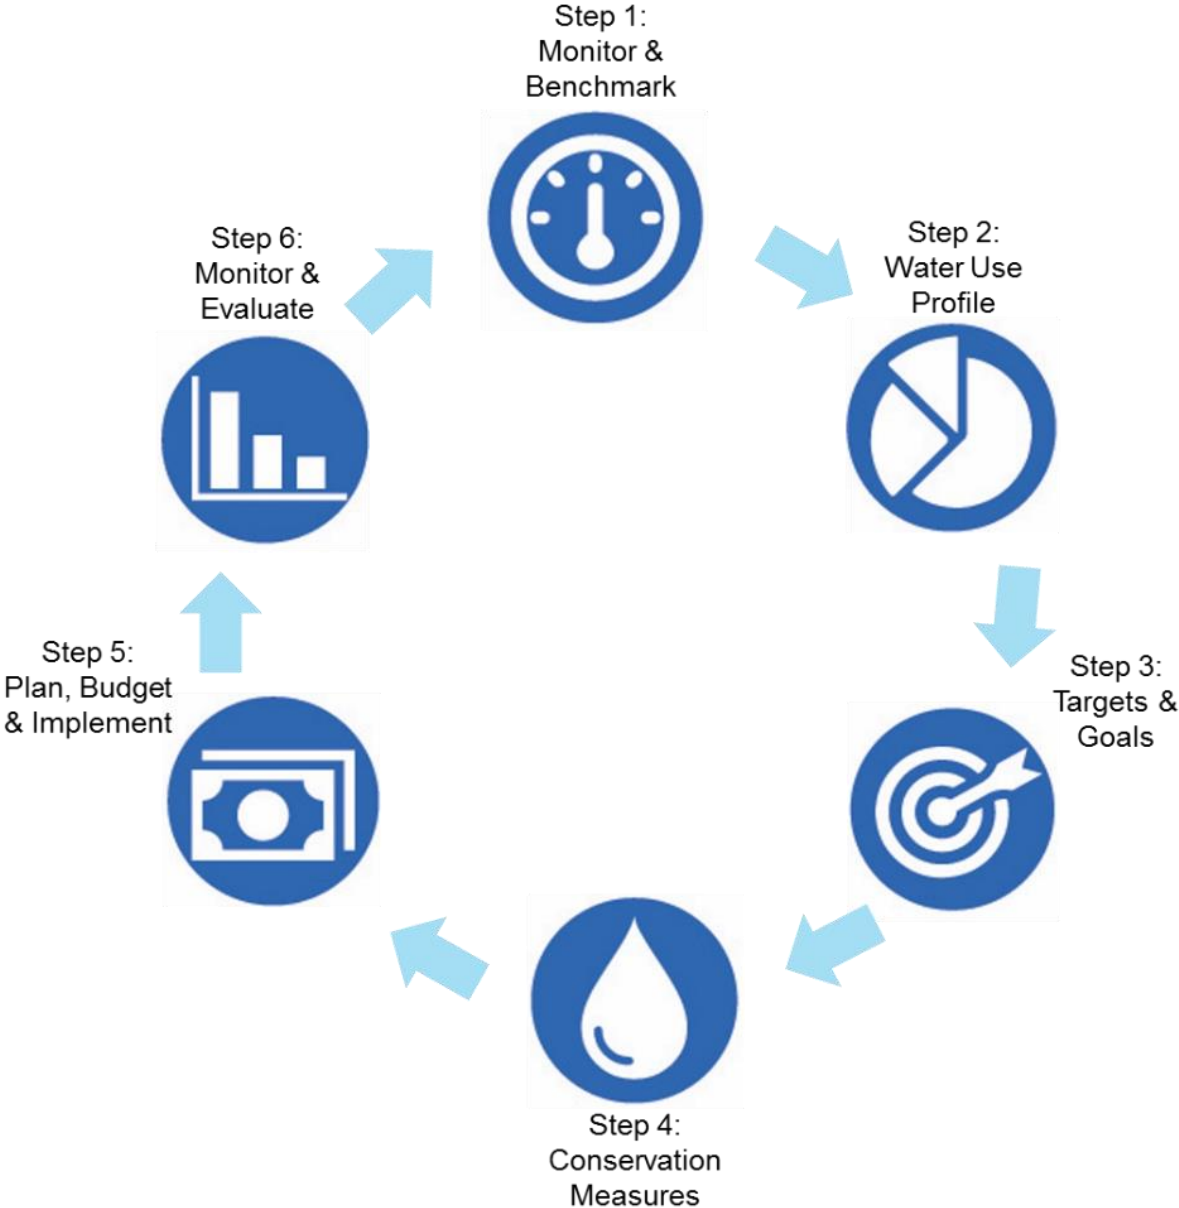 Step 1:
Monitor &
Benchmark
Step 2:
Water Use
Profile
Step 3:
Targets &
Goals
Step 4:
Conservation
Measures
Step 5:
Plan, Budget
& Implement
Step 6:
Monitor &
Evaluate